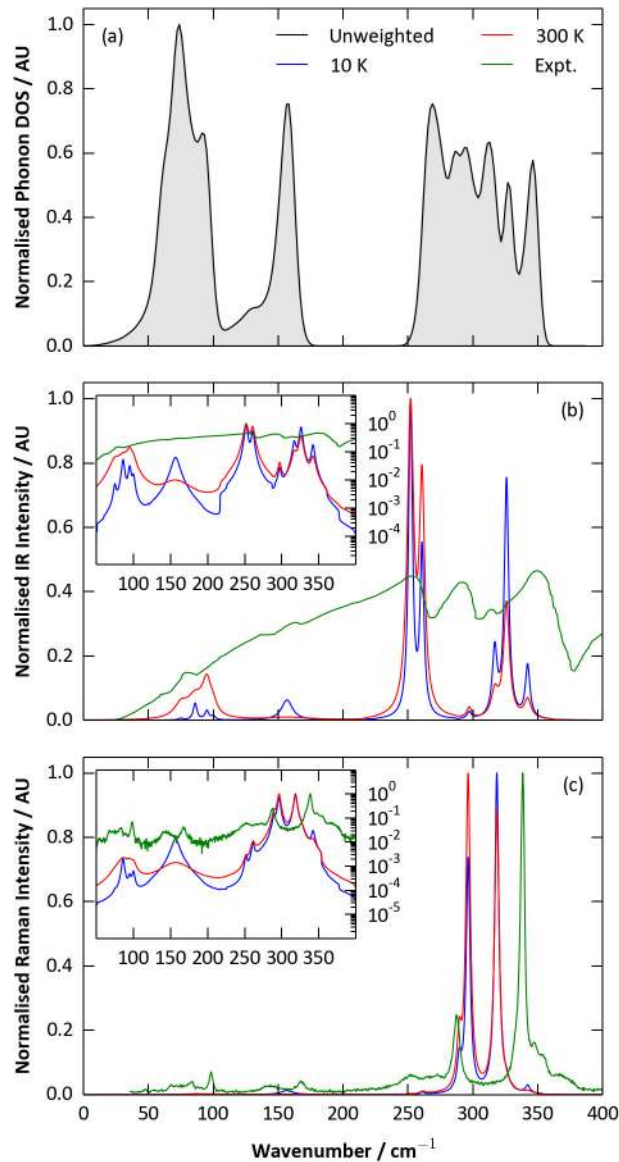 (a)
Unweighted
300 K
10 K
Expt.
Normalised Phonon DOS / AU
1.0
0.8
0.6
0.4
0.2
0.0
(b)
Normalised IR Intensity / AU
1.0
0.8
0.6
0.4
0.2
0.0
10^0
10^-1
10^-2
10^-3
10^-4
50 100 150 200 250 300 350
(c)
Normalised Raman Intensity / AU
1.0
0.8
0.6
0.4
0.2
0.0
10^0
10^-1
10^-2
10^-3
10^-4
10^-5
100 150 200 250 300 350
0 50 100 150 200 250 300 350 400
Wavenumber / cm^-1